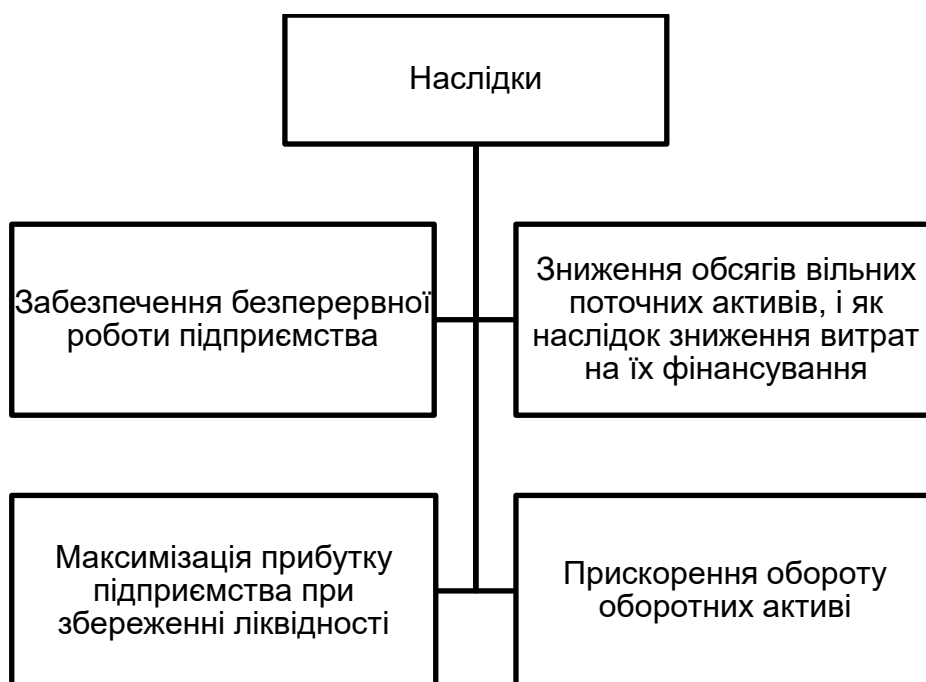 Наслідки
Забезпечення безперервної
роботи підприємства
Зниження обсягів вільних
поточних активів, і як
наслідок зниження витрат
на їх фінансування
Максимізація прибутку
підприємства при
збереженні ліквідності
Прискорення обороту
оборотних активі